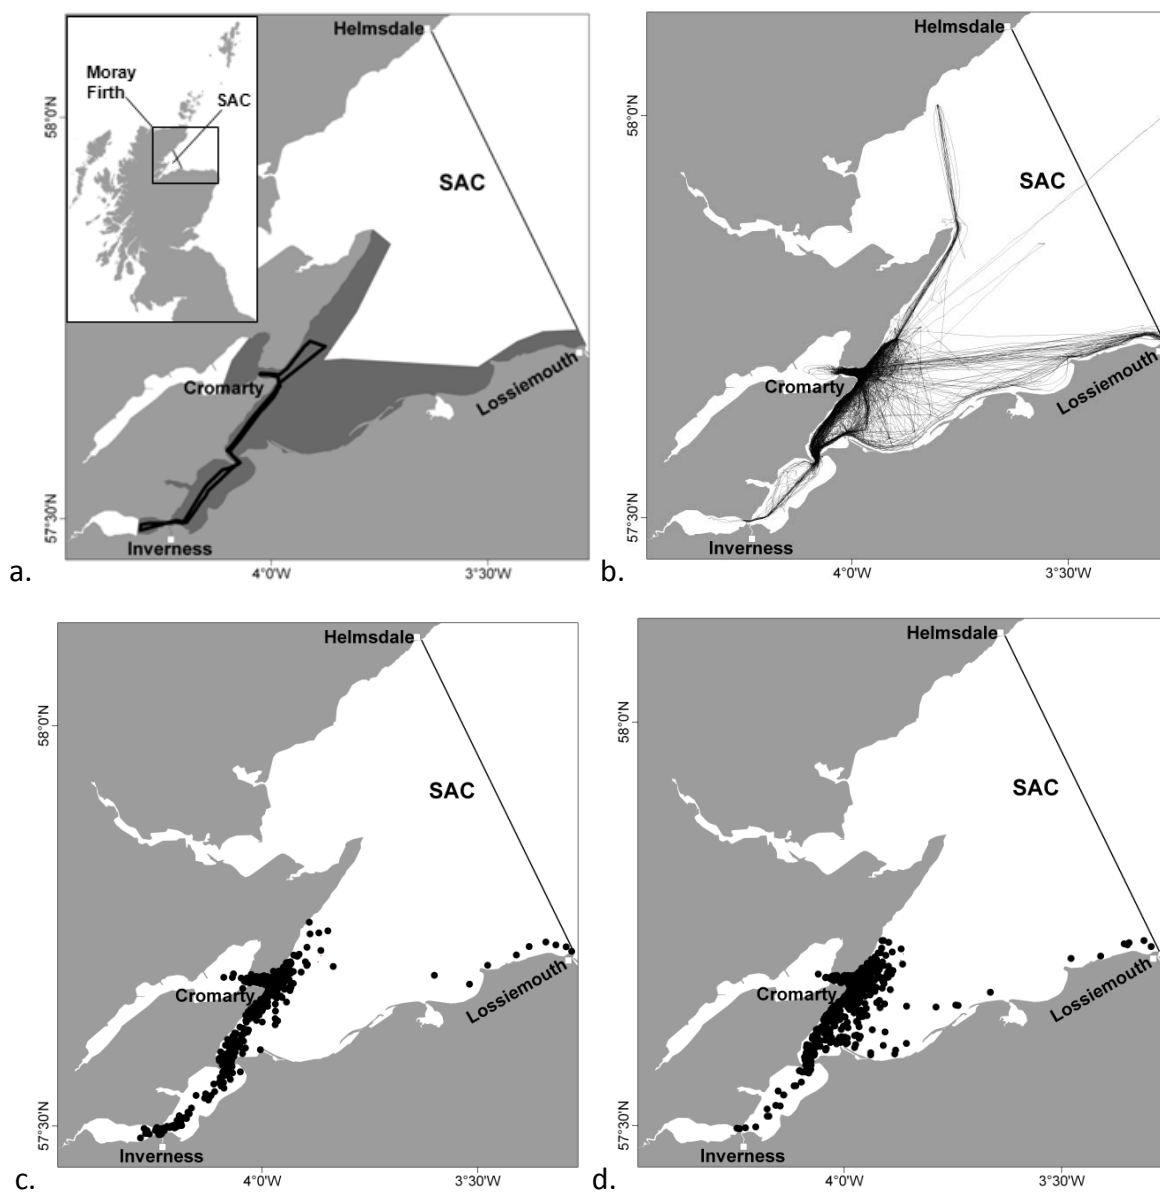 Helmsdale
Moray
Firth
SAC
58°0'N
SAC
Cromarty
Lossiemouth
57°30'N
Inverness
4°0'W
3°30'W
a.
Helmsdale
58°0'N
SAC
Cromarty
Lossiemouth
57°30'N
Inverness
4°0'W
3°30'W
b.
Helmsdale
58°0'N
SAC
Cromarty
Lossiemouth
57°30'N
Inverness
4°0'W
3°30'W
c.
Helmsdale
58°0'N
SAC
Cromarty
Lossiemouth
57°30'N
Inverness
4°0'W
3°30'W
d.